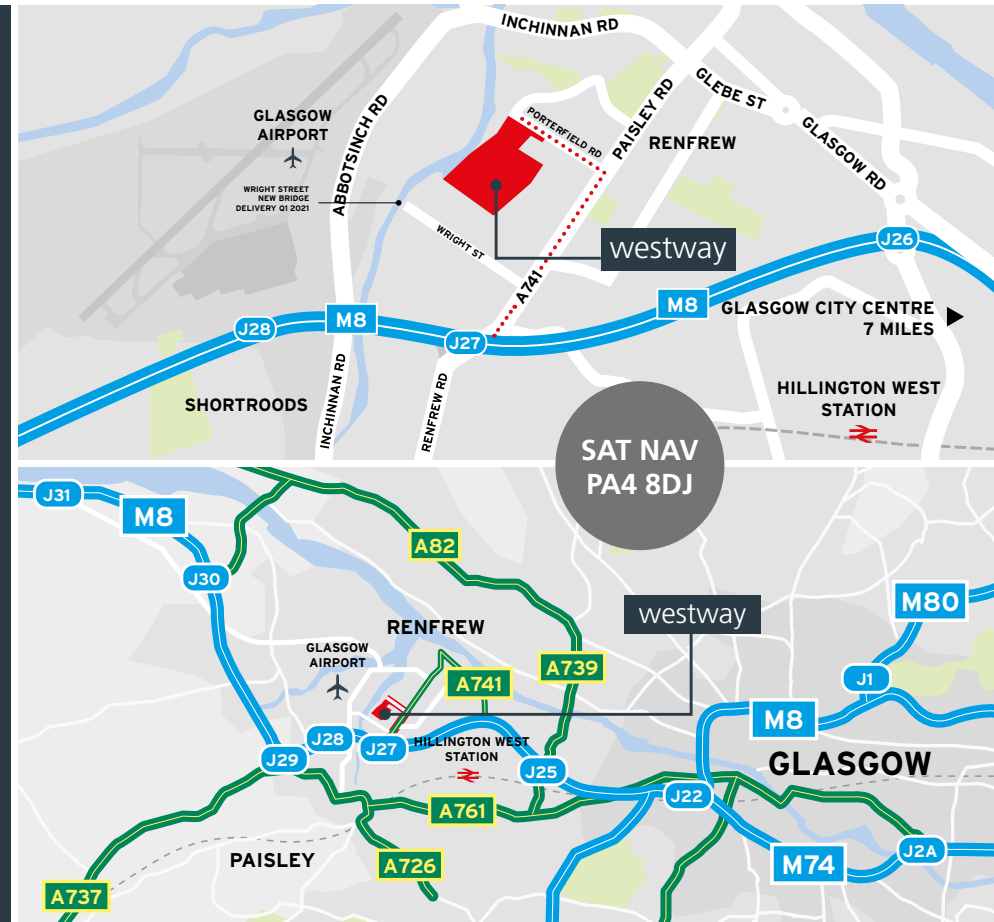 INCHINNAN RD
ABBOTSINCH RD
GLASGOW
AIRPORT
WRIGHT STREET
NEW BRIDGE
DELIVERY Q1 2021
PORTERFIELD RD
PAISLEY RD
GLEBE ST
RENFREW
GLASGOW RD
WRIGHT ST
westway
A741
J26
M8
GLASGOW CITY CENTRE
7 MILES
J28
M8
J27
INCHINNAN RD
RENFREW RD
SHORTROODS
HILLINGTON WEST
STATION
SAT NAV
PA4 8DJ
J31
M8
A82
J30
M80
westway
RENFREW
GLASGOW
AIRPORT
A741
A739
J1
M8
J28
J27
HILLINGTON WEST
STATION
J29
J25
GLASGOW
J22
A761
PAISLEY
A726
M74
J2A
A737